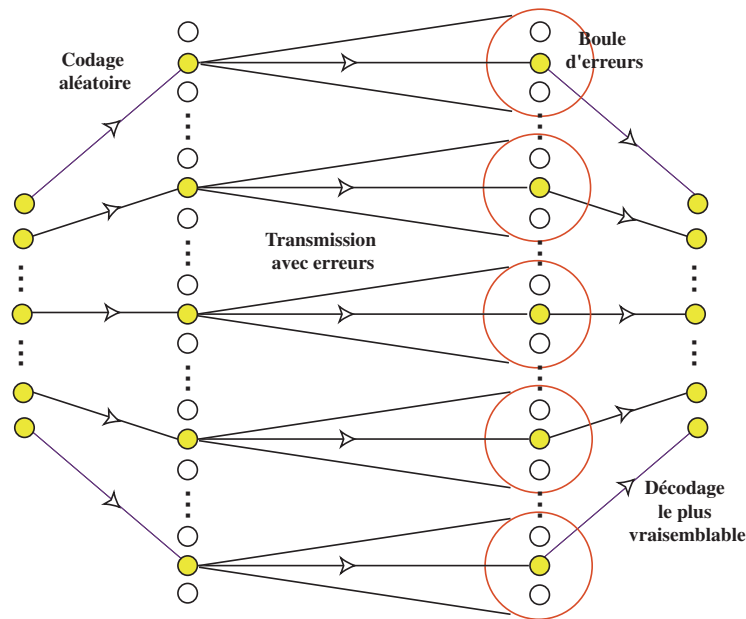 Codage
aléatoire
Boule
d'erreurs
Transmission
avec erreurs
Décodage
le plus
vraisemblable